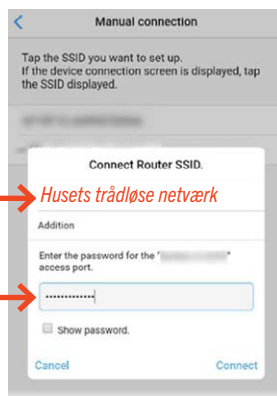 Manual connection
Tap the SSID you want to set up.
If the device connection screen is displayed, tap
the SSID displayed.
Connect Router SSID.
Husets trådløse netværk
Addition
Enter the password for the ' '
access port.
•••••••••••••
Show password.
Cancel
Connect